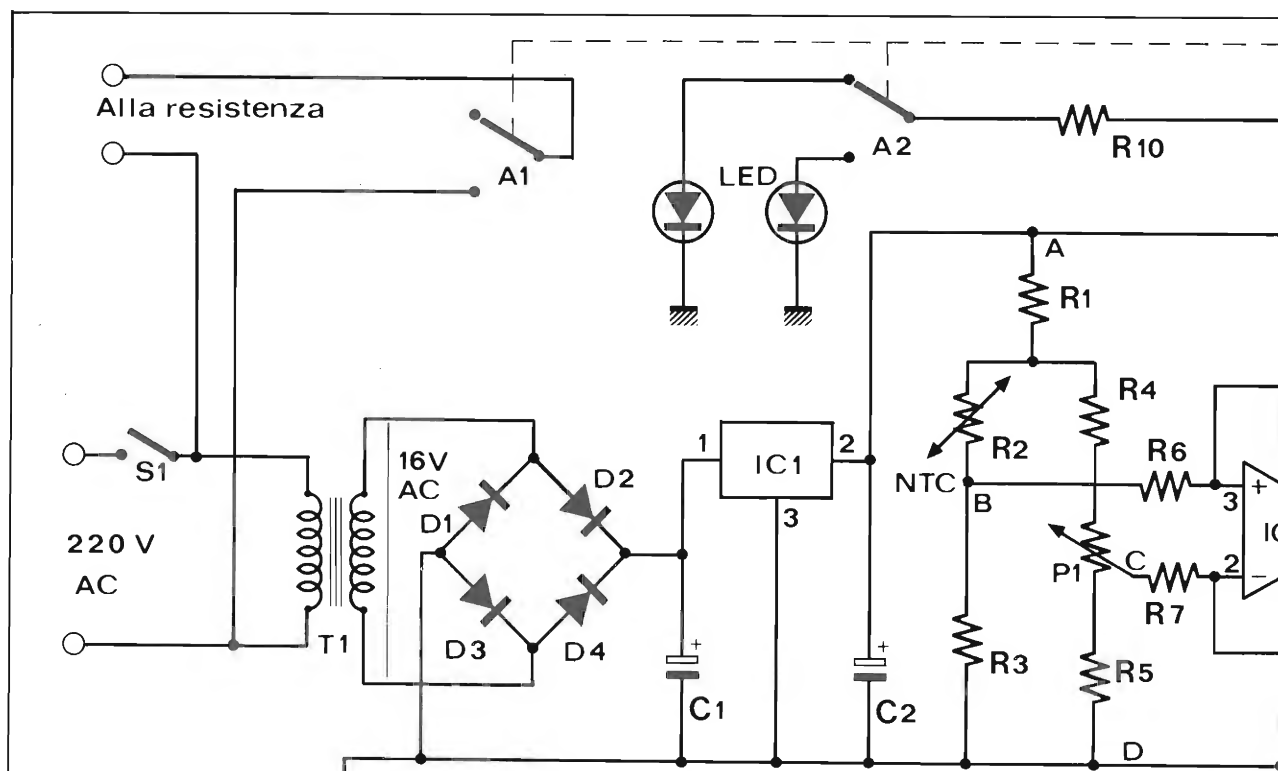 Alla resistenza
A1
A2
R10
LED
A
R1
R4
R2
NTC
B
R6
3
+
S1
16V
AC
D2
D1
1
IC1
2
3
220 V
AC
T1
D3
D4
P1
C
R7
2
−
R3
R5
+
C1
+
C2
D